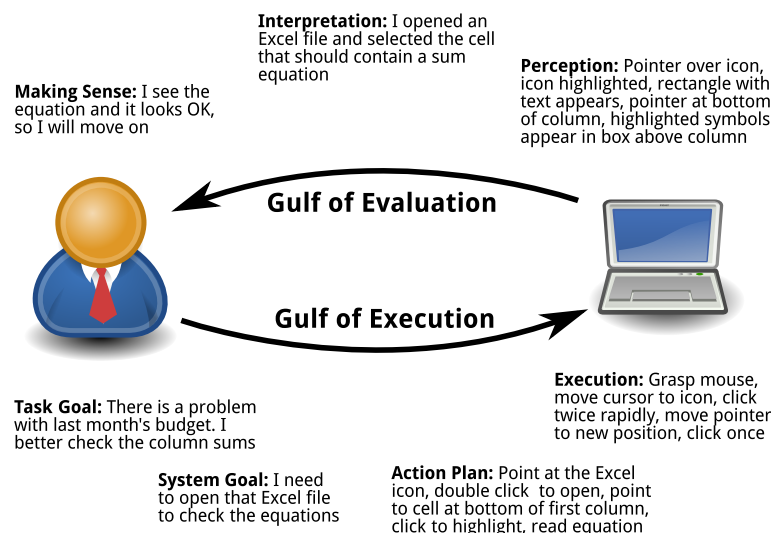 Interpretation: I opened an
Excel file and selected the cell
that should contain a sum
equation
Perception: Pointer over icon,
icon highlighted, rectangle with
text appears, pointer at bottom
of column, highlighted symbols
appear in box above column
Making Sense: I see the
equation and it looks OK,
so I will move on
Gulf of Evaluation
Gulf of Execution
Execution: Grasp mouse,
move cursor to icon, click
twice rapidly, move pointer
to new position, click once
Task Goal: There is a problem
with last month's budget. I
better check the column sums
System Goal: I need
to open that Excel file
to check the equations
Action Plan: Point at the Excel
icon, double click  to open, point
to cell at bottom of first column,
click to highlight, read equation